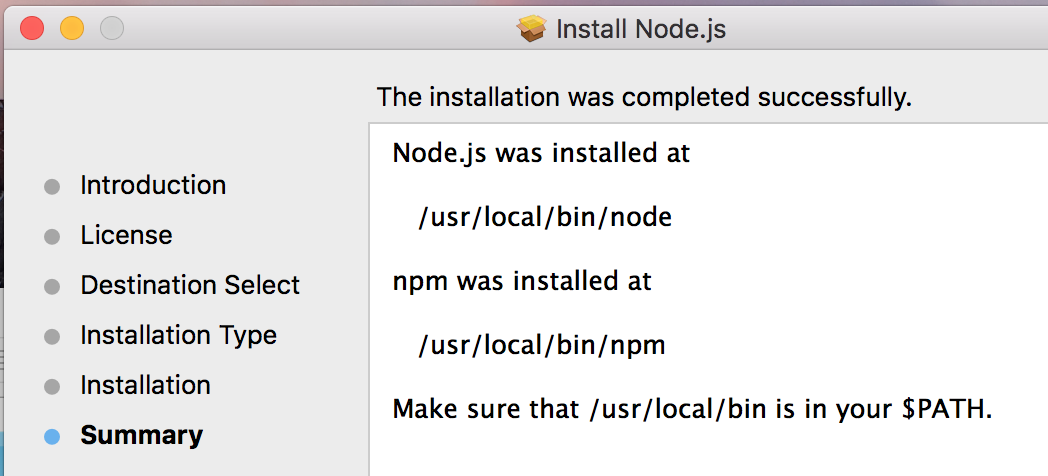 Install Node.js
The installation was completed successfully.
Introduction
License
Destination Select
Installation Type
Installation
Summary
Node.js was installed at
/usr/local/bin/node
npm was installed at
/usr/local/bin/npm
Make sure that /usr/local/bin is in your $PATH.